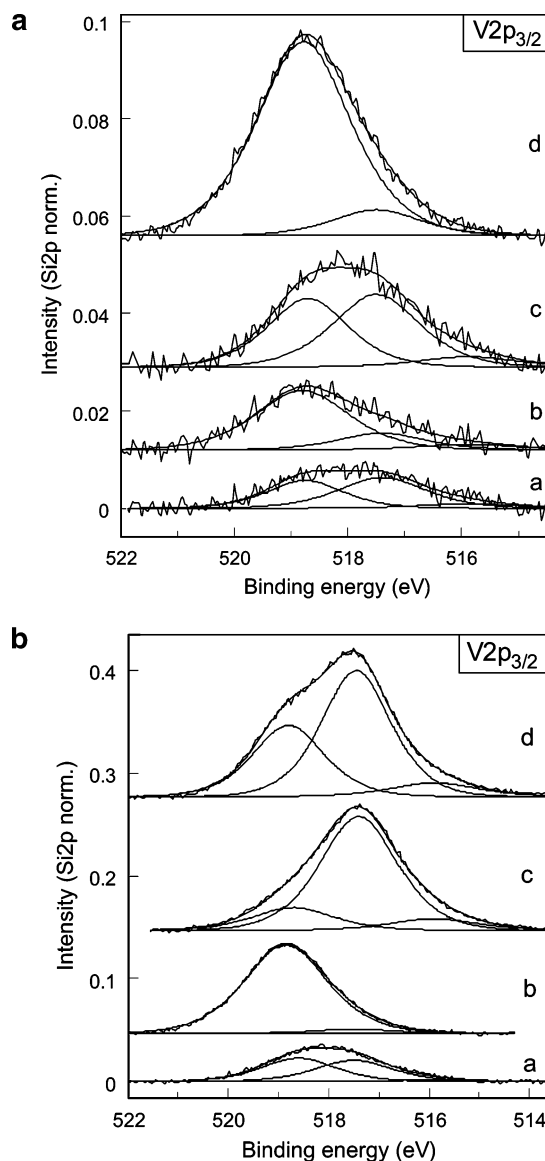 a
V2p3/2
0.1
0.08
0.06
0.04
0.02
0
d
c
b
a
Intensity (Si2p norm.)
522 520 518 516
Binding energy (eV)
b
V2p3/2
0.4
0.3
0.2
0.1
0
d
c
b
a
Intensity (Si2p norm.)
522 520 518 516 514
Binding energy (eV)